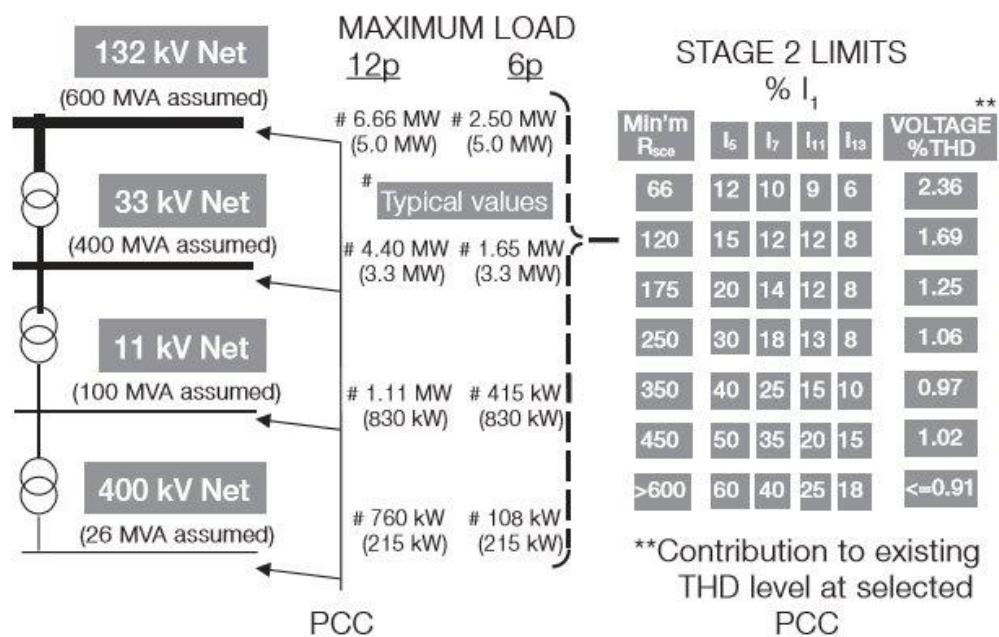 132 kV Net
(600 MVA assumed)
33 kV Net
(400 MVA assumed)
11 kV Net
(100 MVA assumed)
400 kV Net
(26 MVA assumed)
MAXIMUM LOAD
12p 6p
# 6.66 MW # 2.50 MW
(5.0 MW) (5.0 MW)
# Typical values
# 4.40 MW # 1.65 MW
(3.3 MW) (3.3 MW)
# 1.11 MW # 415 kW
(830 kW) (830 kW)
# 760 kW # 108 kW
(215 kW) (215 kW)
PCC
STAGE 2 LIMITS
% I1
**
Min'm Rsce I5 I7 I11 I13 VOLTAGE %THD
66 12 10 9 6 2.36
120 15 12 12 8 1.69
175 20 14 12 8 1.25
250 30 18 13 8 1.06
350 40 25 15 10 0.97
450 50 35 20 15 1.02
>600 60 40 25 18 <=0.91
**Contribution to existing
THD level at selected
PCC